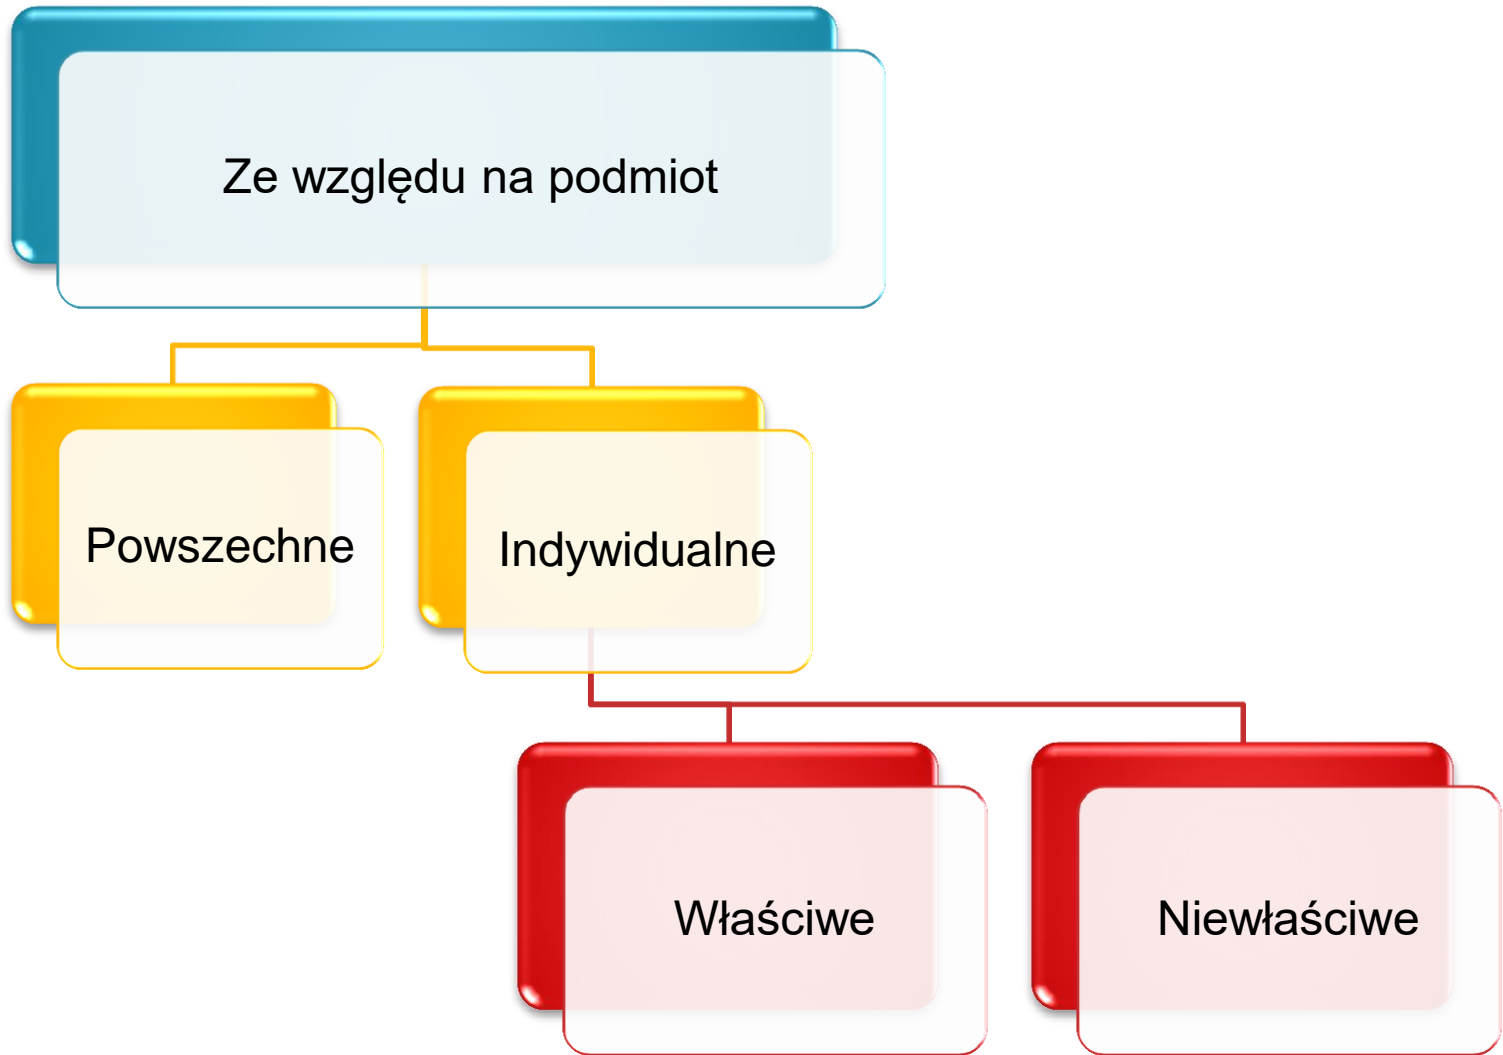 Ze względu na podmiot
Powszechne
Indywidualne
Właściwe
Niewłaściwe